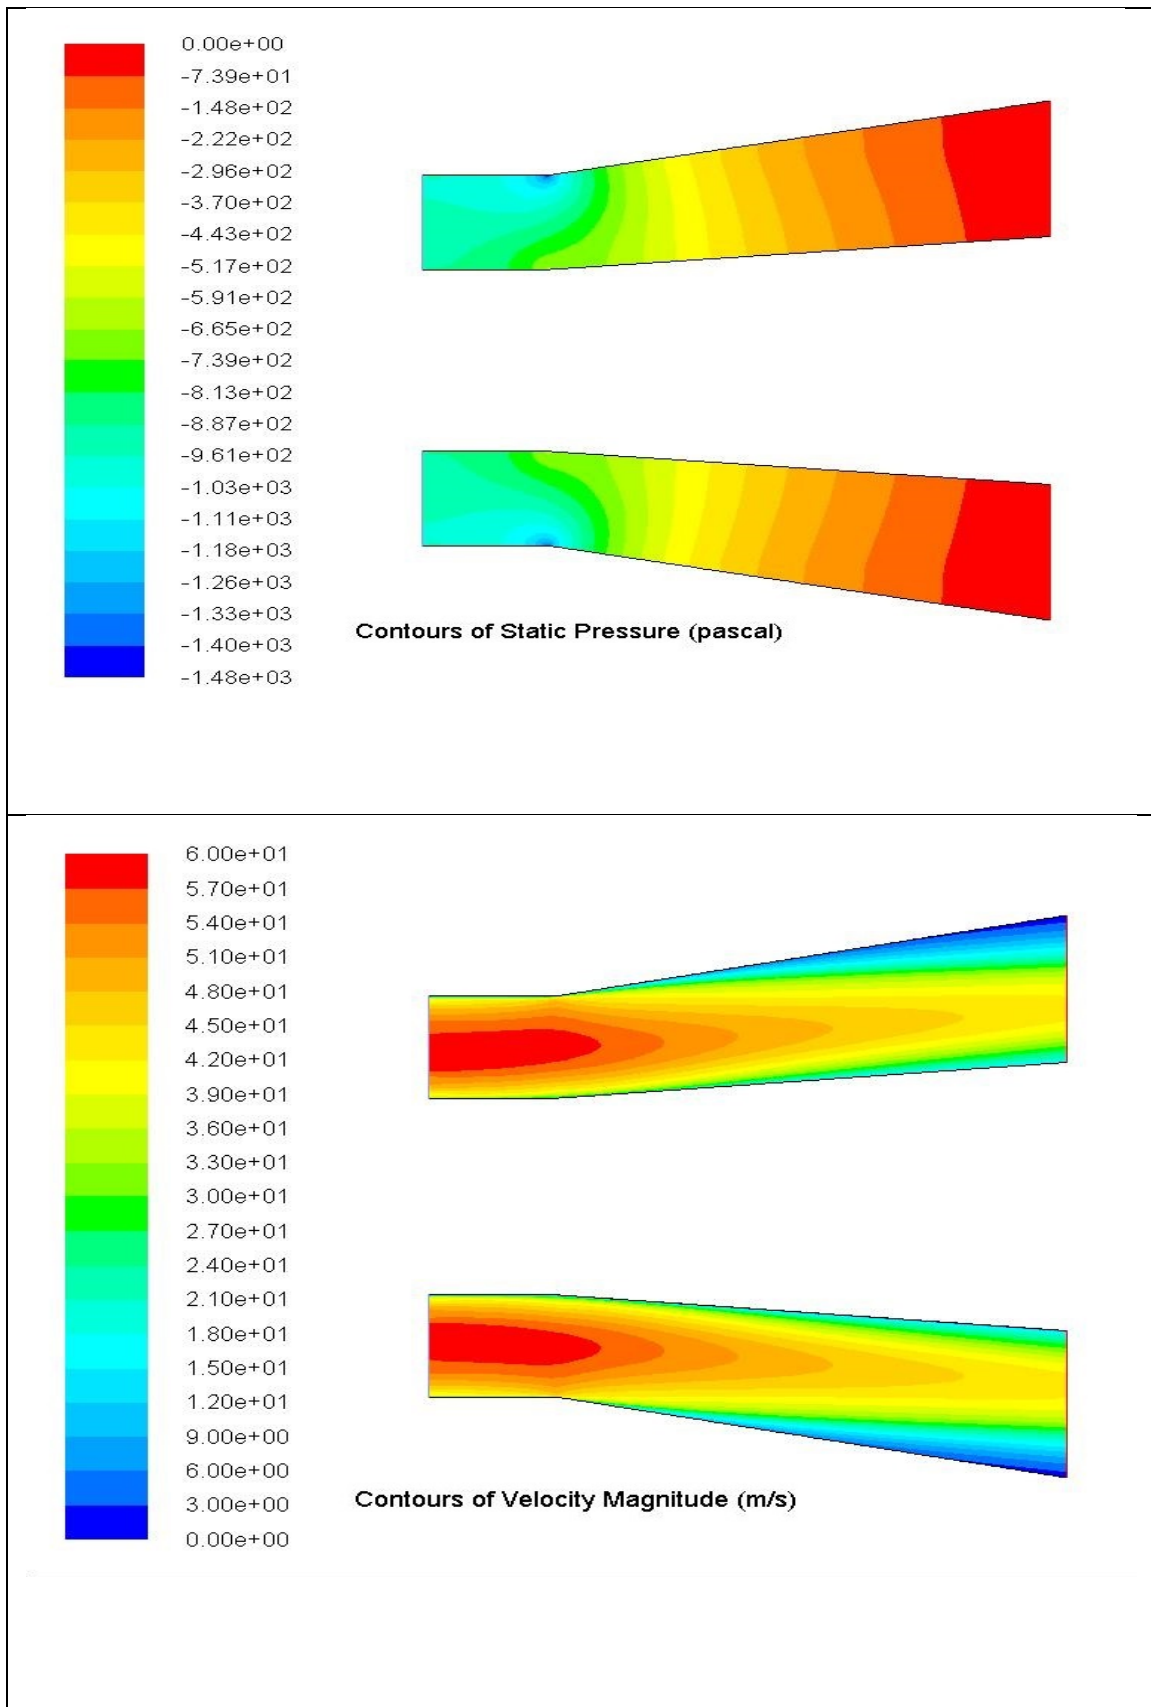 0.00e+00
-7.39e+01
-1.48e+02
-2.22e+02
-2.96e+02
-3.70e+02
-4.43e+02
-5.17e+02
-5.91e+02
-6.65e+02
-7.39e+02
-8.13e+02
-8.87e+02
-9.61e+02
-1.03e+03
-1.11e+03
-1.18e+03
-1.26e+03
-1.33e+03
-1.40e+03
-1.48e+03
Contours of Static Pressure (pascal)
6.00e+01
5.70e+01
5.40e+01
5.10e+01
4.80e+01
4.50e+01
4.20e+01
3.90e+01
3.60e+01
3.30e+01
3.00e+01
2.70e+01
2.40e+01
2.10e+01
1.80e+01
1.50e+01
1.20e+01
9.00e+00
6.00e+00
3.00e+00
0.00e+00
Contours of Velocity Magnitude (m/s)